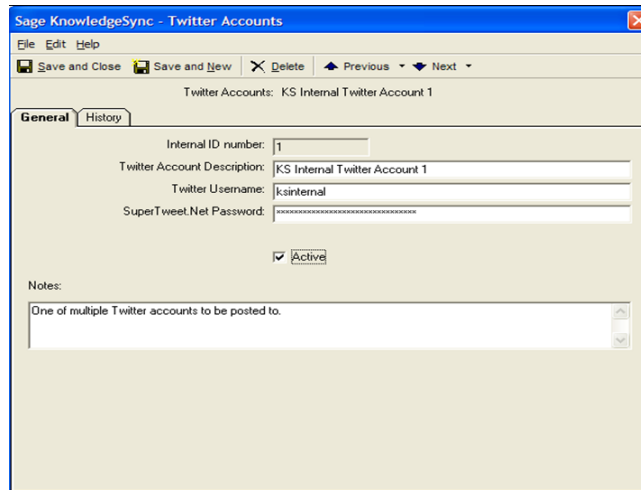 Sage KnowledgeSync - Twitter Accounts
File Edit Help
Save and Close Save and New Delete Previous Next
Twitter Accounts: KS Internal Twitter Account 1
General History
Internal ID number: 1
Twitter Account Description: KS Internal Twitter Account 1
Twitter Username: ksinternal
SuperTweet.Net Password: ********************************
Active
Notes:
One of multiple Twitter accounts to be posted to.